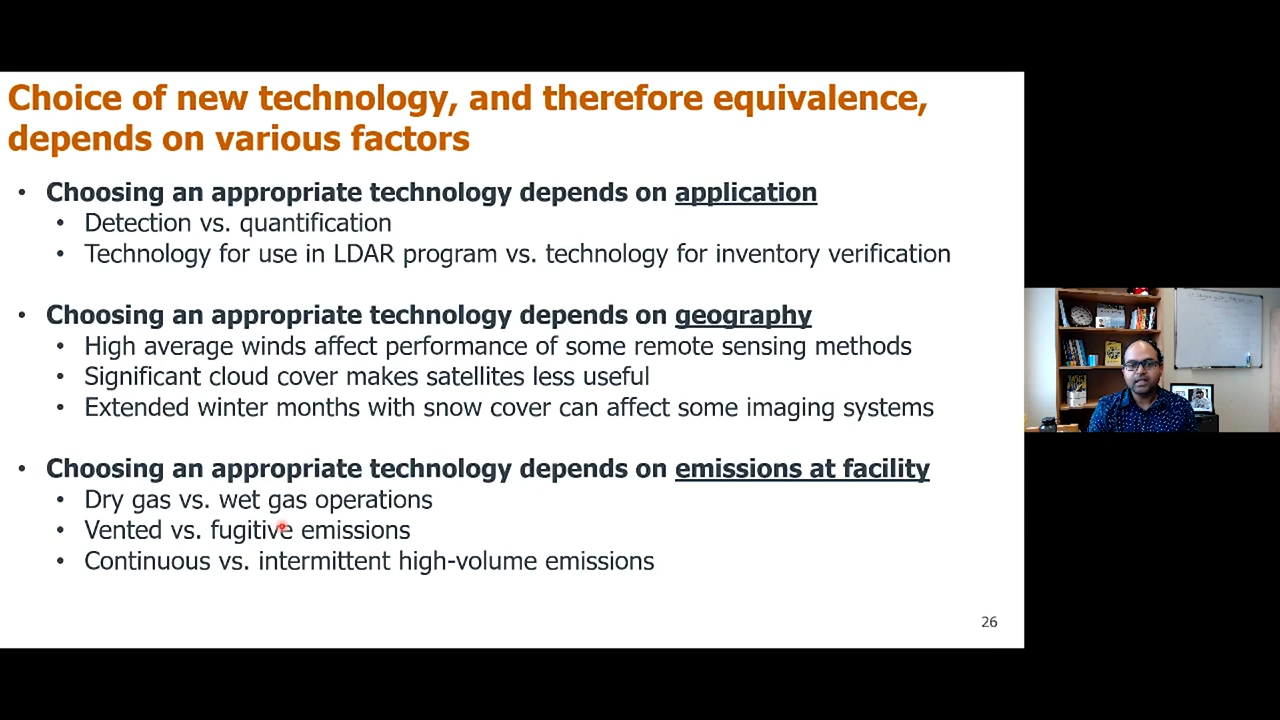 Choice of new technology, and therefore equivalence,
depends on various factors
• Choosing an appropriate technology depends on application
• Detection vs. quantification
• Technology for use in LDAR program vs. technology for inventory verification
• Choosing an appropriate technology depends on geography
• High average winds affect performance of some remote sensing methods
• Significant cloud cover makes satellites less useful
• Extended winter months with snow cover can affect some imaging systems
• Choosing an appropriate technology depends on emissions at facility
• Dry gas vs. wet gas operations
• Vented vs. fugitive emissions
• Continuous vs. intermittent high-volume emissions
26